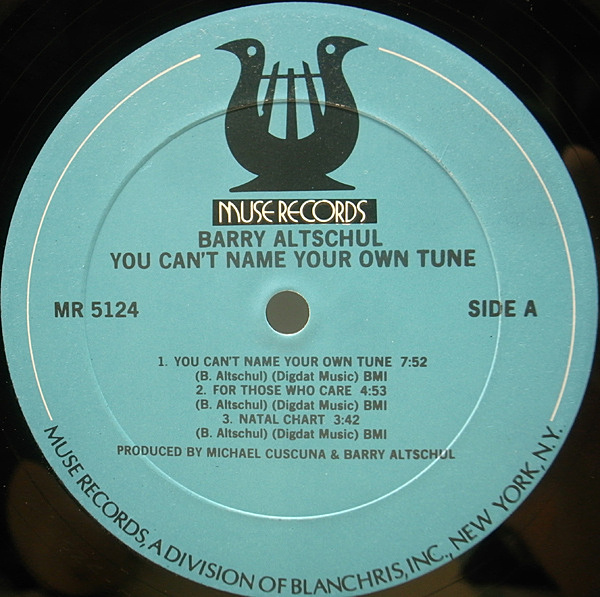 MUSE RECORDS
BARRY ALTSCHUL
YOU CAN'T NAME YOUR OWN TUNE
MR 5124
SIDE A
1. YOU CAN'T NAME YOUR OWN TUNE 7:52
(B. Altschul) (Digdat Music) BMI
2. FOR THOSE WHO CARE 4:53
(B. Altschul) (Digdat Music) BMI
3. NATAL CHART 3:42
(B. Altschul) (Digdat Music) BMI
PRODUCED BY MICHAEL CUSCUNA & BARRY ALTSCHUL
MUSE RECORDS, A DIVISION OF BLANCHRIS, INC., NEW YORK, N.Y.